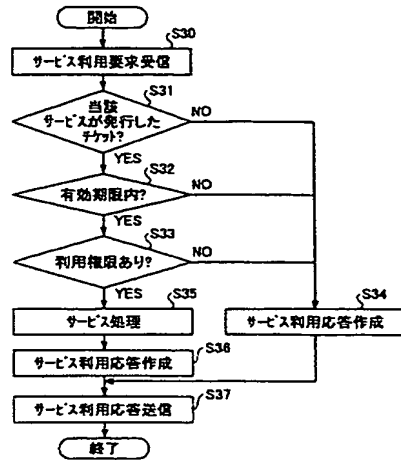 開始
S30
サービス利用要求受信
S31
当該
サービスが発行した
チケット?
NO
YES
S32
有効期限内?
NO
YES
S33
利用権限あり?
NO
YES
S35
サービス処理
S34
サービス利用応答作成
S36
サービス利用応答作成
S37
サービス利用応答送信
終了